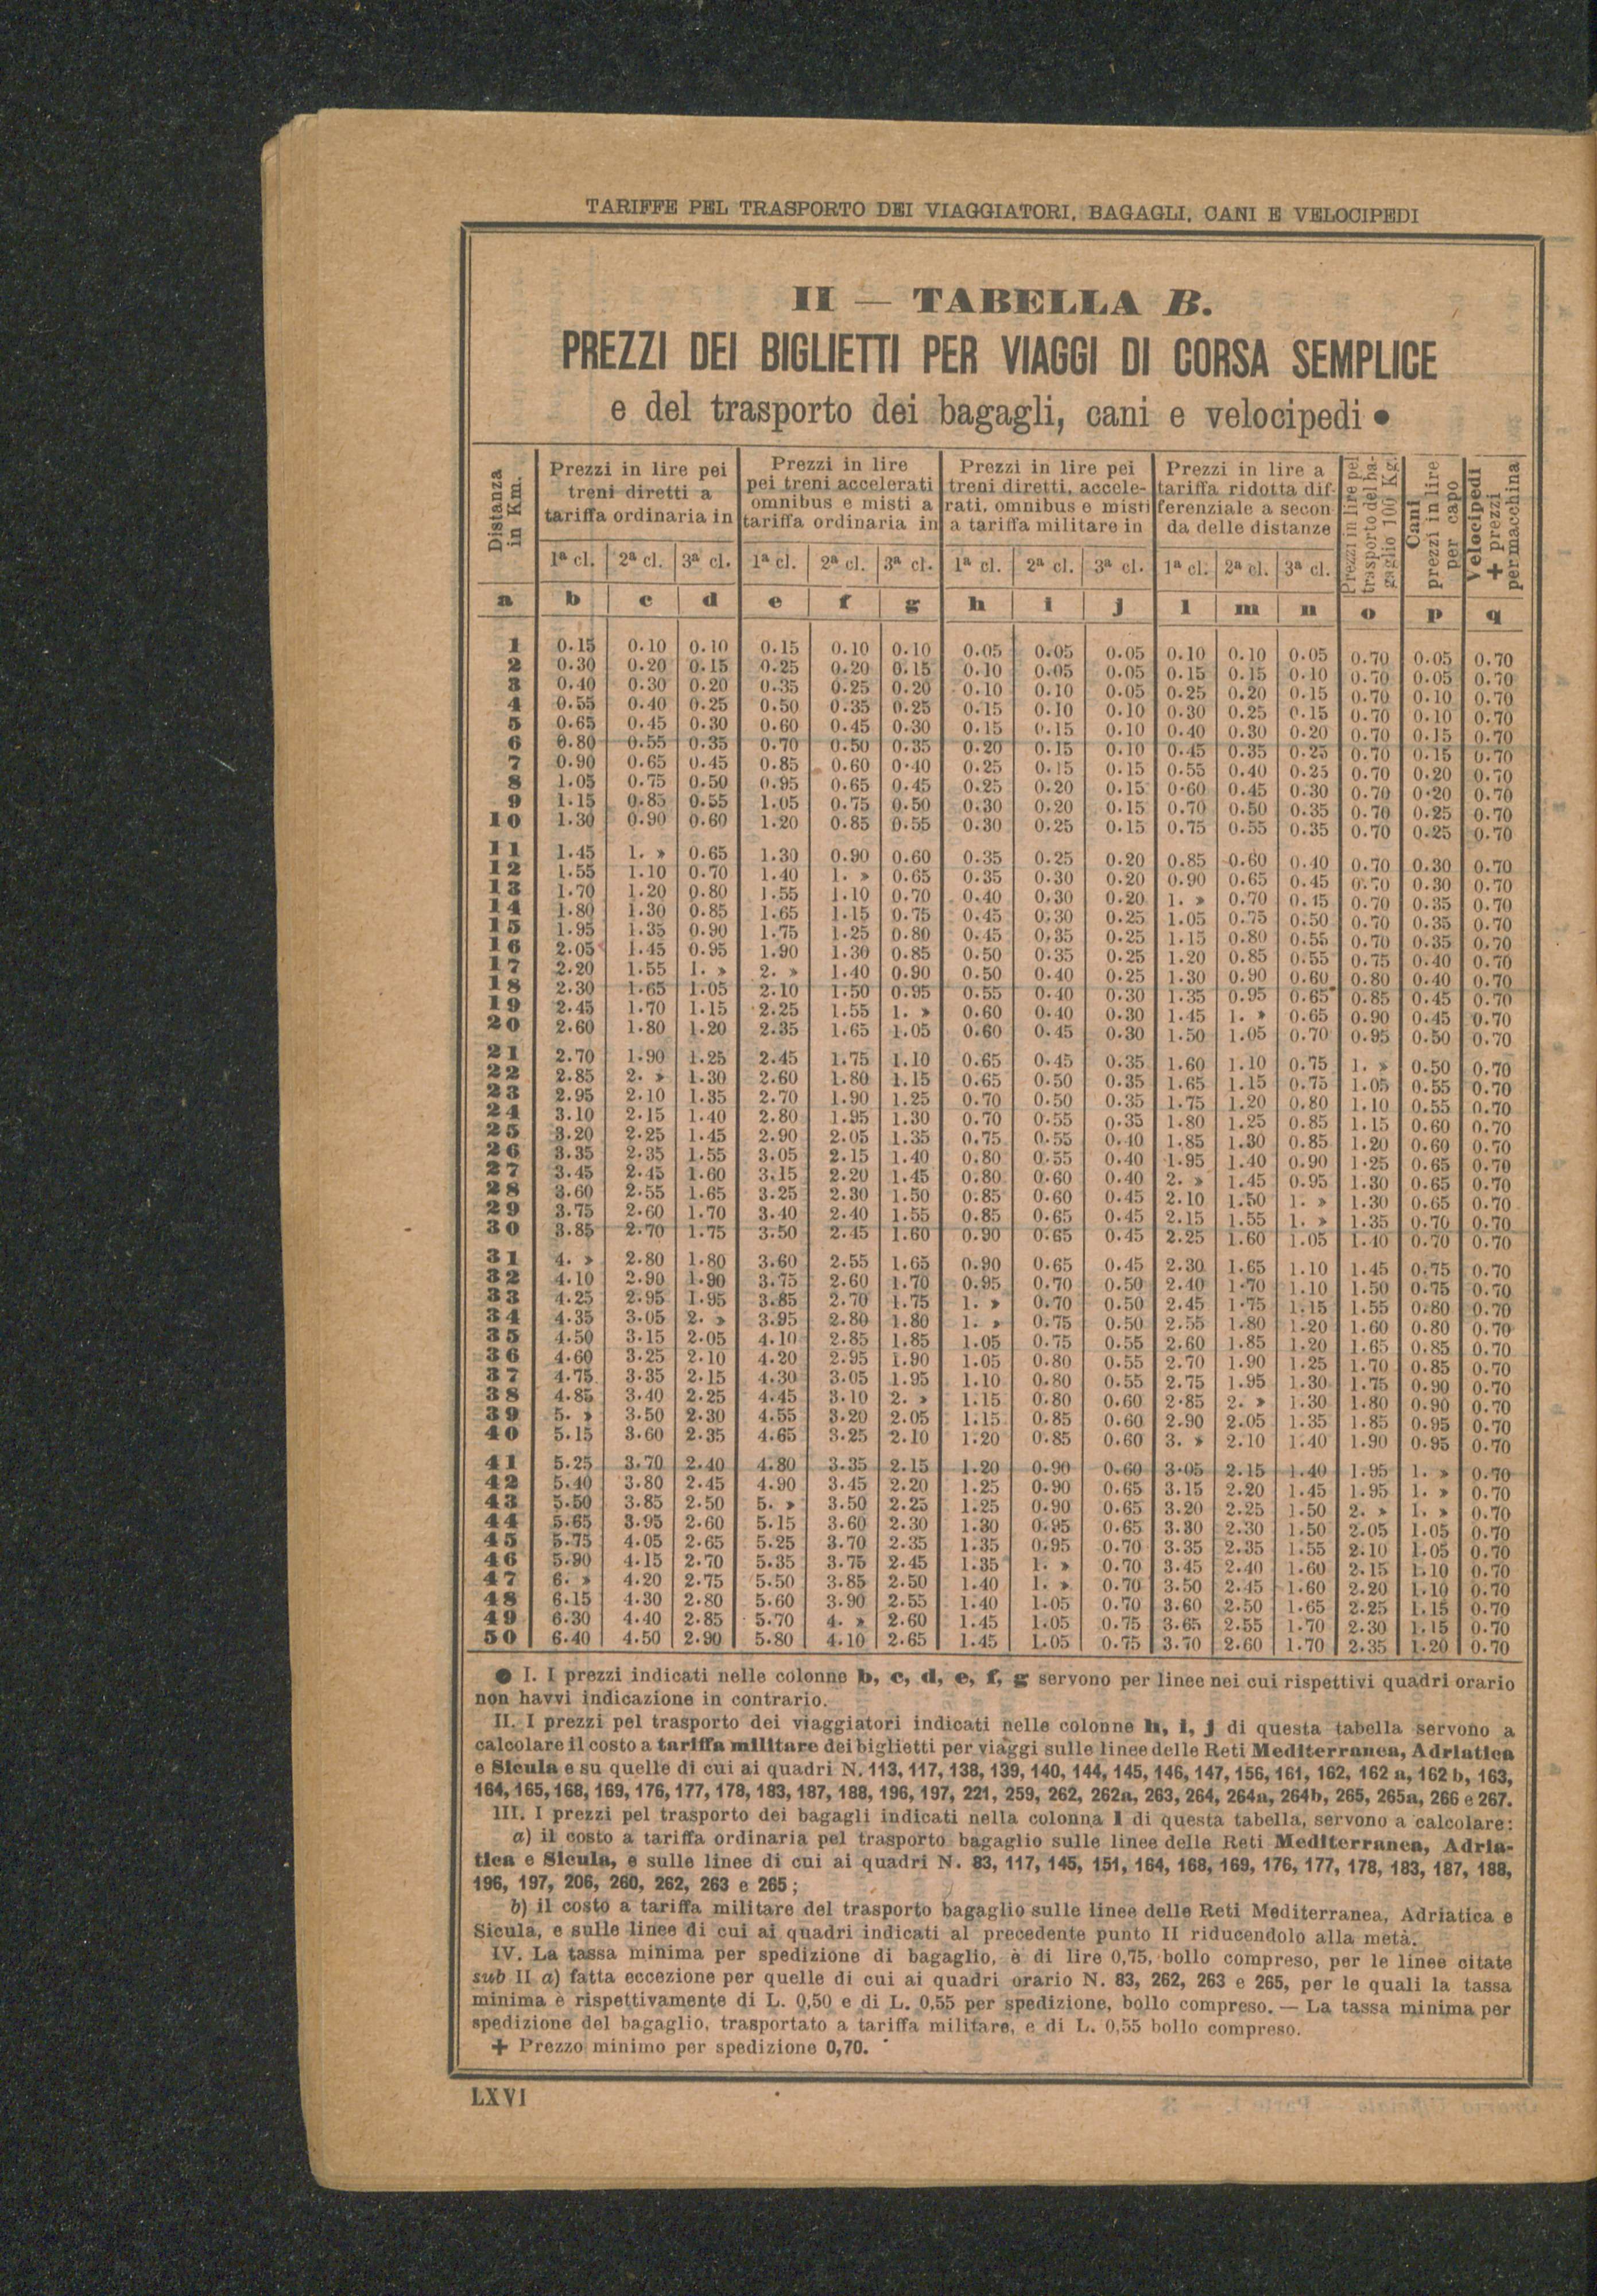 TARIFFE PEL TRASPORTO DEI VIAGGIATORI, BAGAGLI, CANI E VELOCIPEDI
II — TABELLA B.
PREZZI DEI BIGLIETTI PER VIAGGI DI CORSA SEMPLICE
e del trasporto dei bagagli, cani e velocipedi ●
Distanza in Km. | Prezzi in lire pei treni diretti a tariffa ordinaria in | Prezzi in lire pei treni accelerati omnibus e misti a tariffa ordinaria in | Prezzi in lire pei treni diretti, accele-rati, omnibus e misti a tariffa militare in | Prezzi in lire a tariffa ridotta dif-ferenziale a secon da delle distanze | Prezzi in lire pel trasporto del ba-gaglio 100 Kg. | Cani prezzi in lire per capo | Velocipedi + prezzi per macchina
1ª cl. 2ª cl. 3ª cl. 1ª cl. 2ª cl. 3ª cl. 1ª cl. 2ª cl. 3ª cl. 1ª cl. 2ª cl. 3ª cl.
a b c d e f g h i j l m n o p q
1 0.15 0.10 0.10 0.15 0.10 0.10 0.05 0.05 0.05 0.10 0.10 0.05 0.70 0.05 0.70
2 0.30 0.20 0.15 0.25 0.20 0.15 0.10 0.05 0.05 0.15 0.15 0.10 0.70 0.05 0.70
3 0.40 0.30 0.20 0.35 0.25 0.20 0.10 0.10 0.05 0.25 0.20 0.15 0.70 0.10 0.70
4 0.55 0.40 0.25 0.50 0.35 0.25 0.15 0.10 0.10 0.30 0.25 0.15 0.70 0.10 0.70
5 0.65 0.45 0.30 0.60 0.45 0.30 0.15 0.15 0.10 0.40 0.30 0.20 0.70 0.15 0.70
6 0.80 0.55 0.35 0.70 0.50 0.35 0.20 0.15 0.10 0.45 0.35 0.25 0.70 0.15 0.70
7 0.90 0.65 0.45 0.85 0.60 0.40 0.25 0.15 0.15 0.55 0.40 0.25 0.70 0.20 0.70
8 1.05 0.75 0.50 0.95 0.65 0.45 0.25 0.20 0.15 0.60 0.45 0.30 0.70 0.20 0.70
9 1.15 0.85 0.55 1.05 0.75 0.50 0.30 0.20 0.15 0.70 0.50 0.35 0.70 0.25 0.70
10 1.30 0.90 0.60 1.20 0.85 0.55 0.30 0.25 0.15 0.75 0.55 0.35 0.70 0.25 0.70
11 1.45 1. » 0.65 1.30 0.90 0.60 0.35 0.25 0.20 0.85 0.60 0.40 0.70 0.30 0.70
12 1.55 1.10 0.70 1.40 1. » 0.65 0.35 0.30 0.20 0.90 0.65 0.45 0.70 0.30 0.70
13 1.70 1.20 0.80 1.55 1.10 0.70 0.40 0.30 0.20 1. » 0.70 0.45 0.70 0.35 0.70
14 1.80 1.30 0.85 1.65 1.15 0.75 0.45 0.30 0.25 1.05 0.75 0.50 0.70 0.35 0.70
15 1.95 1.35 0.90 1.75 1.25 0.80 0.45 0.35 0.25 1.15 0.80 0.55 0.70 0.35 0.70
16 2.05 1.45 0.95 1.90 1.30 0.85 0.50 0.35 0.25 1.20 0.85 0.55 0.75 0.40 0.70
17 2.20 1.55 1. » 2. » 1.40 0.90 0.50 0.40 0.25 1.30 0.90 0.60 0.80 0.40 0.70
18 2.30 1.65 1.05 2.10 1.50 0.95 0.55 0.40 0.30 1.35 0.95 0.65 0.85 0.45 0.70
19 2.45 1.70 1.15 2.25 1.55 1. » 0.60 0.40 0.30 1.45 1. » 0.65 0.90 0.45 0.70
20 2.60 1.80 1.20 2.35 1.65 1.05 0.60 0.45 0.30 1.50 1.05 0.70 0.95 0.50 0.70
21 2.70 1.90 1.25 2.45 1.75 1.10 0.65 0.45 0.35 1.60 1.10 0.75 1. » 0.50 0.70
22 2.85 2. » 1.30 2.60 1.80 1.15 0.65 0.50 0.35 1.65 1.15 0.75 1.05 0.55 0.70
23 2.95 2.10 1.35 2.70 1.90 1.25 0.70 0.50 0.35 1.75 1.20 0.80 1.10 0.55 0.70
24 3.10 2.15 1.40 2.80 1.95 1.30 0.70 0.55 0.35 1.80 1.25 0.85 1.15 0.60 0.70
25 3.20 2.25 1.45 2.90 2.05 1.35 0.75 0.55 0.40 1.85 1.30 0.85 1.20 0.60 0.70
26 3.35 2.35 1.55 3.05 2.15 1.40 0.80 0.55 0.40 1.95 1.40 0.90 1.25 0.65 0.70
27 3.45 2.45 1.60 3.15 2.20 1.45 0.80 0.60 0.40 2. » 1.45 0.95 1.30 0.65 0.70
28 3.60 2.55 1.65 3.25 2.30 1.50 0.85 0.60 0.45 2.10 1.50 1. » 1.30 0.65 0.70
29 3.75 2.60 1.70 3.40 2.40 1.55 0.85 0.65 0.45 2.15 1.55 1. » 1.35 0.70 0.70
30 3.85 2.70 1.75 3.50 2.45 1.60 0.90 0.65 0.45 2.25 1.60 1.05 1.40 0.70 0.70
31 4. » 2.80 1.80 3.60 2.55 1.65 0.90 0.65 0.45 2.30 1.65 1.10 1.45 0.75 0.70
32 4.10 2.90 1.90 3.75 2.60 1.70 0.95 0.70 0.50 2.40 1.70 1.10 1.50 0.75 0.70
33 4.25 2.95 1.95 3.85 2.70 1.75 1. » 0.70 0.50 2.45 1.75 1.15 1.55 0.80 0.70
34 4.35 3.05 2. » 3.95 2.80 1.80 1. » 0.75 0.50 2.55 1.80 1.20 1.60 0.80 0.70
35 4.50 3.15 2.05 4.10 2.85 1.85 1.05 0.75 0.55 2.60 1.85 1.20 1.65 0.85 0.70
36 4.60 3.25 2.10 4.20 2.95 1.90 1.05 0.80 0.55 2.70 1.90 1.25 1.70 0.85 0.70
37 4.75 3.35 2.15 4.30 3.05 1.95 1.10 0.80 0.55 2.75 1.95 1.30 1.75 0.90 0.70
38 4.85 3.40 2.25 4.45 3.10 2. » 1.15 0.80 0.60 2.85 2. » 1.30 1.80 0.90 0.70
39 5. » 3.50 2.30 4.55 3.20 2.05 1.15 0.85 0.60 2.90 2.05 1.35 1.85 0.95 0.70
40 5.15 3.60 2.35 4.65 3.25 2.10 1.20 0.85 0.60 3. » 2.10 1.40 1.90 0.95 0.70
41 5.25 3.70 2.40 4.80 3.35 2.15 1.20 0.90 0.60 3.05 2.15 1.40 1.95 1. » 0.70
42 5.40 3.80 2.45 4.90 3.45 2.20 1.25 0.90 0.65 3.15 2.20 1.45 1.95 1. » 0.70
43 5.50 3.85 2.50 5. » 3.50 2.25 1.25 0.90 0.65 3.20 2.25 1.50 2. » 1. » 0.70
44 5.65 3.95 2.60 5.15 3.60 2.30 1.30 0.95 0.65 3.30 2.30 1.50 2.05 1.05 0.70
45 5.75 4.05 2.65 5.25 3.70 2.35 1.35 0.95 0.70 3.35 2.35 1.55 2.10 1.05 0.70
46 5.90 4.15 2.70 5.35 3.75 2.45 1.35 1. » 0.70 3.45 2.40 1.60 2.15 1.10 0.70
47 6. » 4.20 2.75 5.50 3.85 2.50 1.40 1. » 0.70 3.50 2.45 1.60 2.20 1.10 0.70
48 6.15 4.30 2.80 5.60 3.90 2.55 1.40 1.05 0.70 3.60 2.50 1.65 2.25 1.15 0.70
49 6.30 4.40 2.85 5.70 4. » 2.60 1.45 1.05 0.75 3.65 2.55 1.70 2.30 1.15 0.70
50 6.40 4.50 2.90 5.80 4.10 2.65 1.45 1.05 0.75 3.70 2.60 1.70 2.35 1.20 0.70
● I. I prezzi indicati nelle colonne b, c, d, e, f, g servono per linee nei cui rispettivi quadri orario
non havvi indicazione in contrario.
II. I prezzi pel trasporto dei viaggiatori indicati nelle colonne h, i, j di questa tabella servono a
calcolare il costo a tariffa militare dei biglietti per viaggi sulle linee delle Reti Mediterranea, Adriatica
e Sicula e su quelle di cui ai quadri N. 113, 117, 138, 139, 140, 144, 145, 146, 147, 156, 161, 162, 162 a, 162 b, 163,
164, 165, 168, 169, 176, 177, 178, 183, 187, 188, 196, 197, 221, 259, 262, 262a, 263, 264, 264a, 264b, 265, 265a, 266 e 267.
III. I prezzi pel trasporto dei bagagli indicati nella colonna l di questa tabella, servono a calcolare:
a) il costo a tariffa ordinaria pel trasporto bagaglio sulle linee delle Reti Mediterranea, Adria-
tica e Sicula, e sulle linee di cui ai quadri N. 83, 117, 145, 151, 164, 168, 169, 176, 177, 178, 183, 187, 188,
196, 197, 206, 260, 262, 263 e 265;
b) il costo a tariffa militare del trasporto bagaglio sulle linee delle Reti Mediterranea, Adriatica e
Sicula, e sulle linee di cui ai quadri indicati al precedente punto II riducendolo alla metà.
IV. La tassa minima per spedizione di bagaglio, è di lire 0,75, bollo compreso, per le linee citate
sub II a) fatta eccezione per quelle di cui ai quadri orario N. 83, 262, 263 e 265, per le quali la tassa
minima è rispettivamente di L. 0,50 e di L. 0,55 per spedizione, bollo compreso. — La tassa minima per
spedizione del bagaglio, trasportato a tariffa militare, e di L. 0,55 bollo compreso.
+ Prezzo minimo per spedizione 0,70.
LXVI